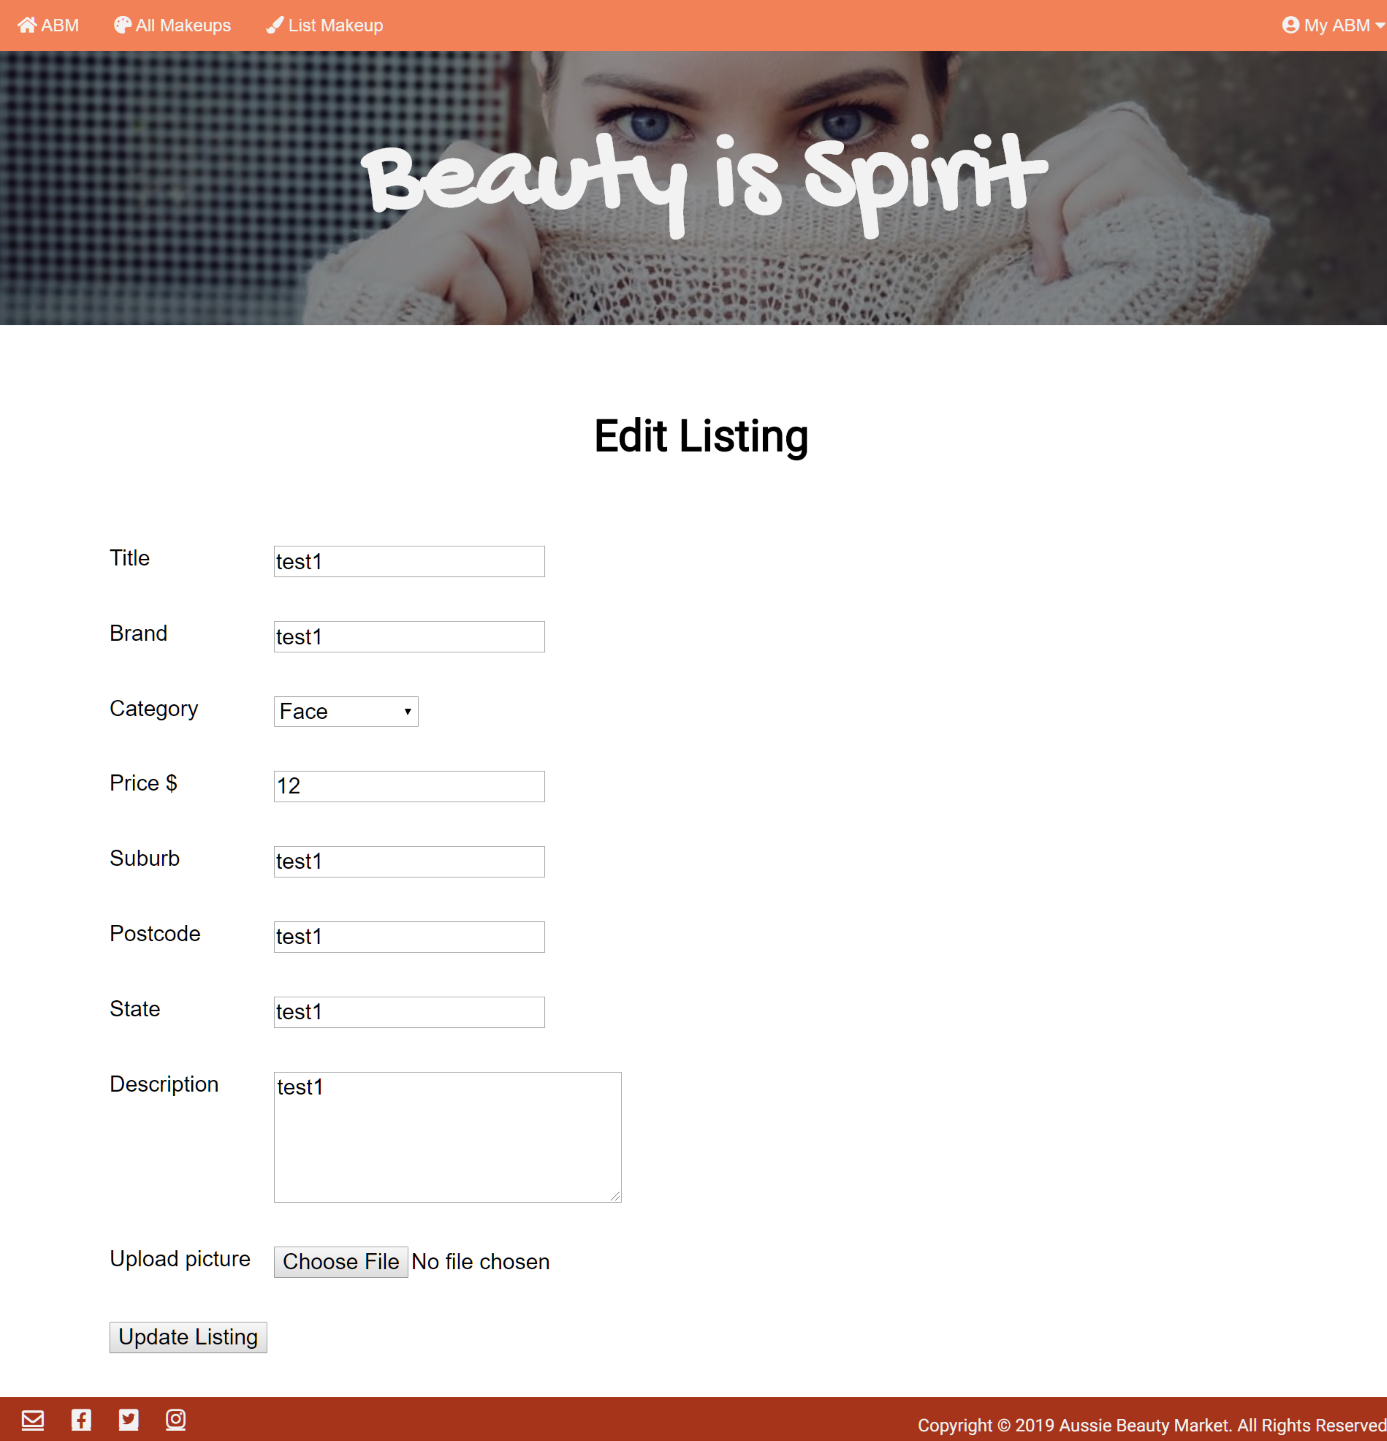 ABM All Makeups List Makeup My ABM
Beauty is Spirit
Edit Listing
Title test1
Brand test1
Category Face
Price $ 12
Suburb test1
Postcode test1
State test1
Description test1
Upload picture Choose File No file chosen
Update Listing
Copyright © 2019 Aussie Beauty Market. All Rights Reserved